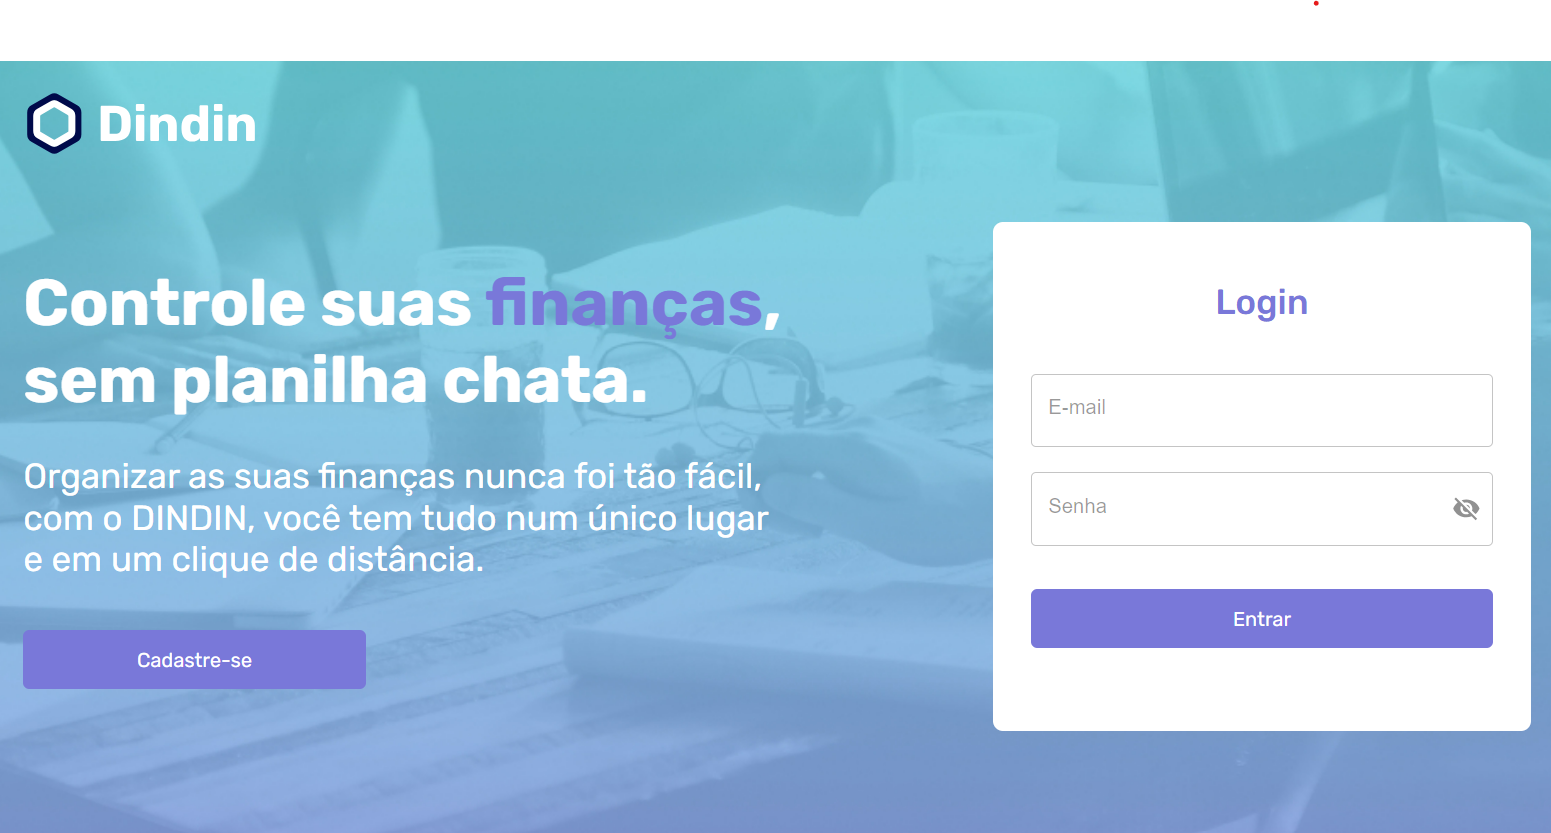 Dindin
Controle suas finanças,
sem planilha chata.
Organizar as suas finanças nunca foi tão fácil,
com o DINDIN, você tem tudo num único lugar
e em um clique de distância.
Cadastre-se
Login
E-mail
Senha
Entrar